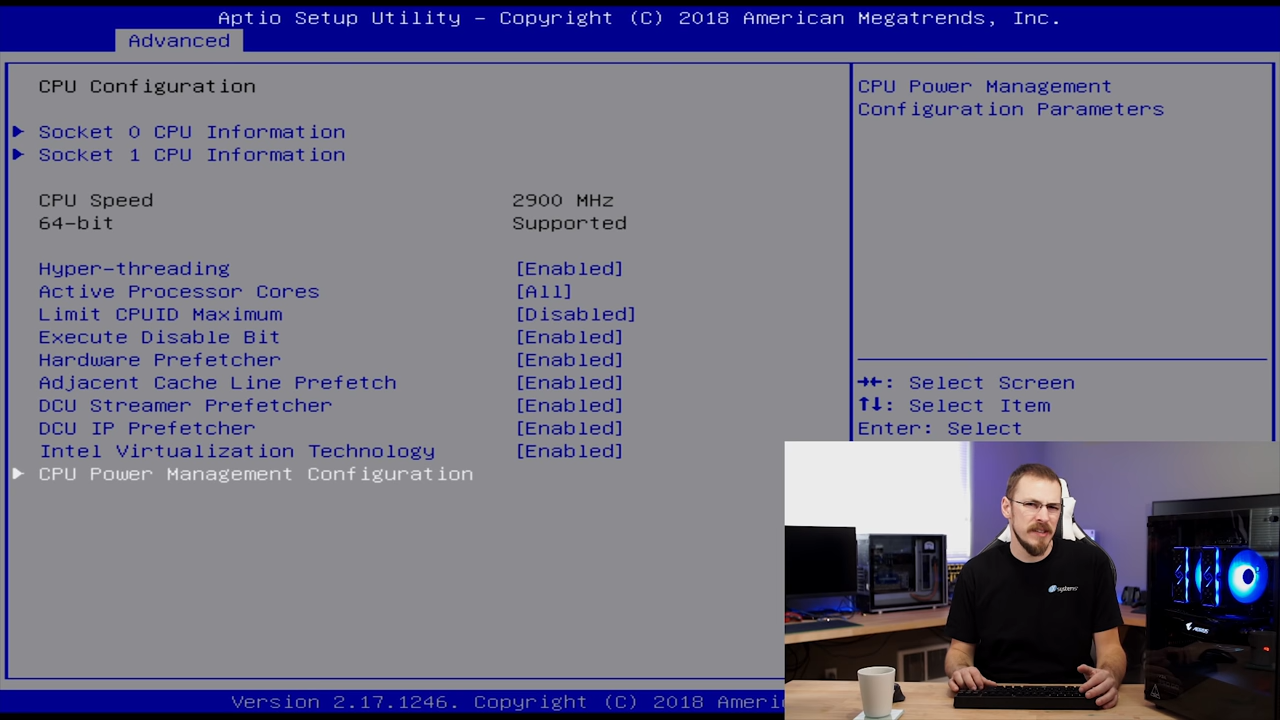 Aptio Setup Utility – Copyright (C) 2018 American Megatrends, Inc.
Advanced
CPU Configuration
Socket 0 CPU Information
Socket 1 CPU Information
CPU Speed 2900 MHz
64-bit Supported
Hyper-threading [Enabled]
Active Processor Cores [All]
Limit CPUID Maximum [Disabled]
Execute Disable Bit [Enabled]
Hardware Prefetcher [Enabled]
Adjacent Cache Line Prefetch [Enabled]
DCU Streamer Prefetcher [Enabled]
DCU IP Prefetcher [Enabled]
Intel Virtualization Technology [Enabled]
CPU Power Management Configuration
CPU Power Management
Configuration Parameters
→←: Select Screen
↑↓: Select Item
Enter: Select
AORUS
Version 2.17.1246. Copyright (C) 2018 Ameri